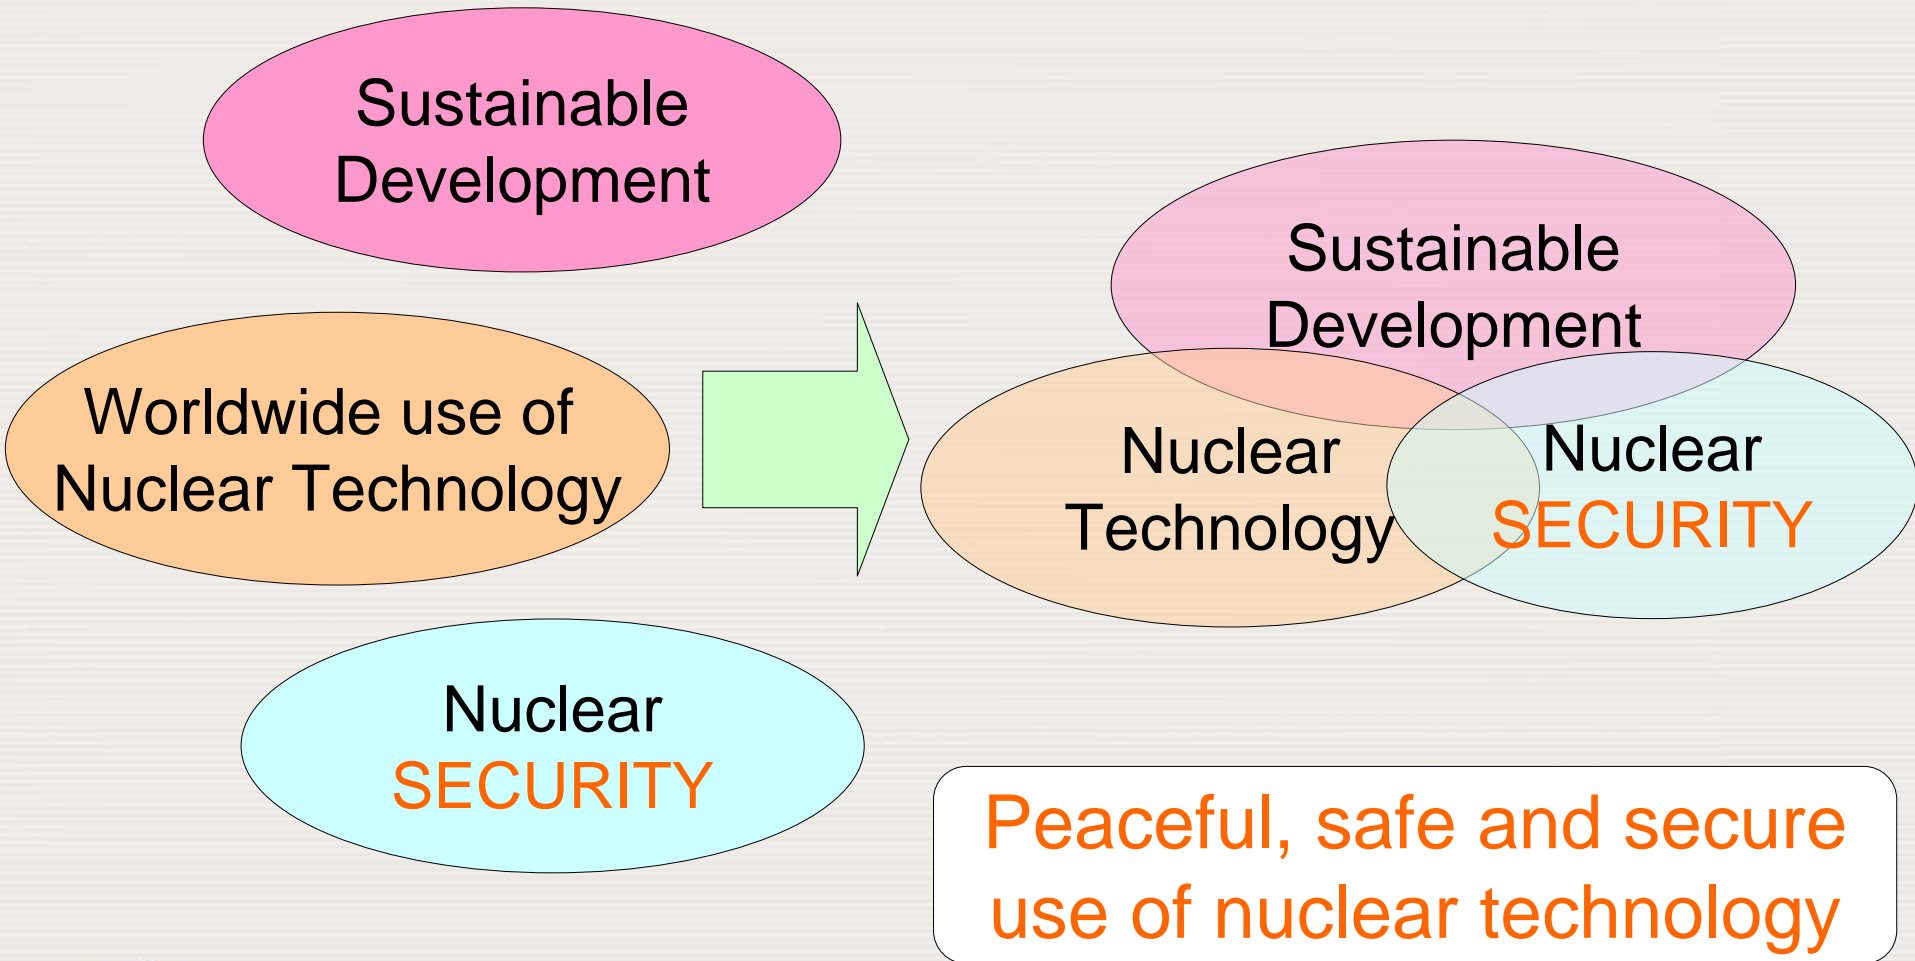 Sustainable
Development
Worldwide use of
Nuclear Technology
Nuclear
SECURITY
Sustainable
Development
Nuclear
Technology
Nuclear
SECURITY
Peaceful, safe and secure
use of nuclear technology